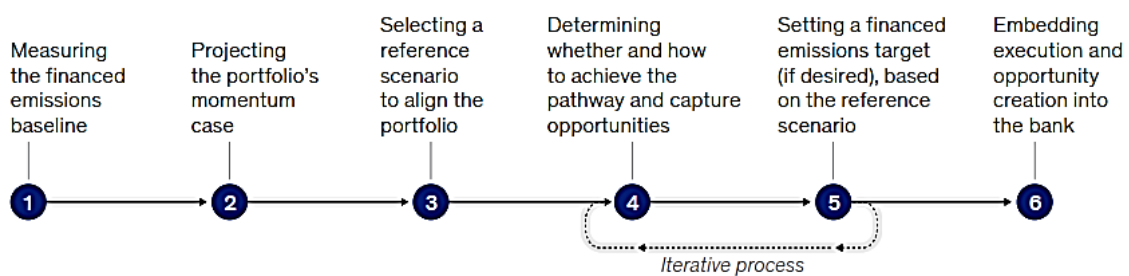 Measuring
the financed
emissions
baseline
Projecting
the portfolio's
momentum
case
Selecting a
reference
scenario
to align the
portfolio
Determining
whether and how
to achieve the
pathway and capture
opportunities
Setting a financed
emissions target
(if desired), based
on the reference
scenario
Embedding
execution and
opportunity
creation into
the bank
1
2
3
4
5
6
Iterative process